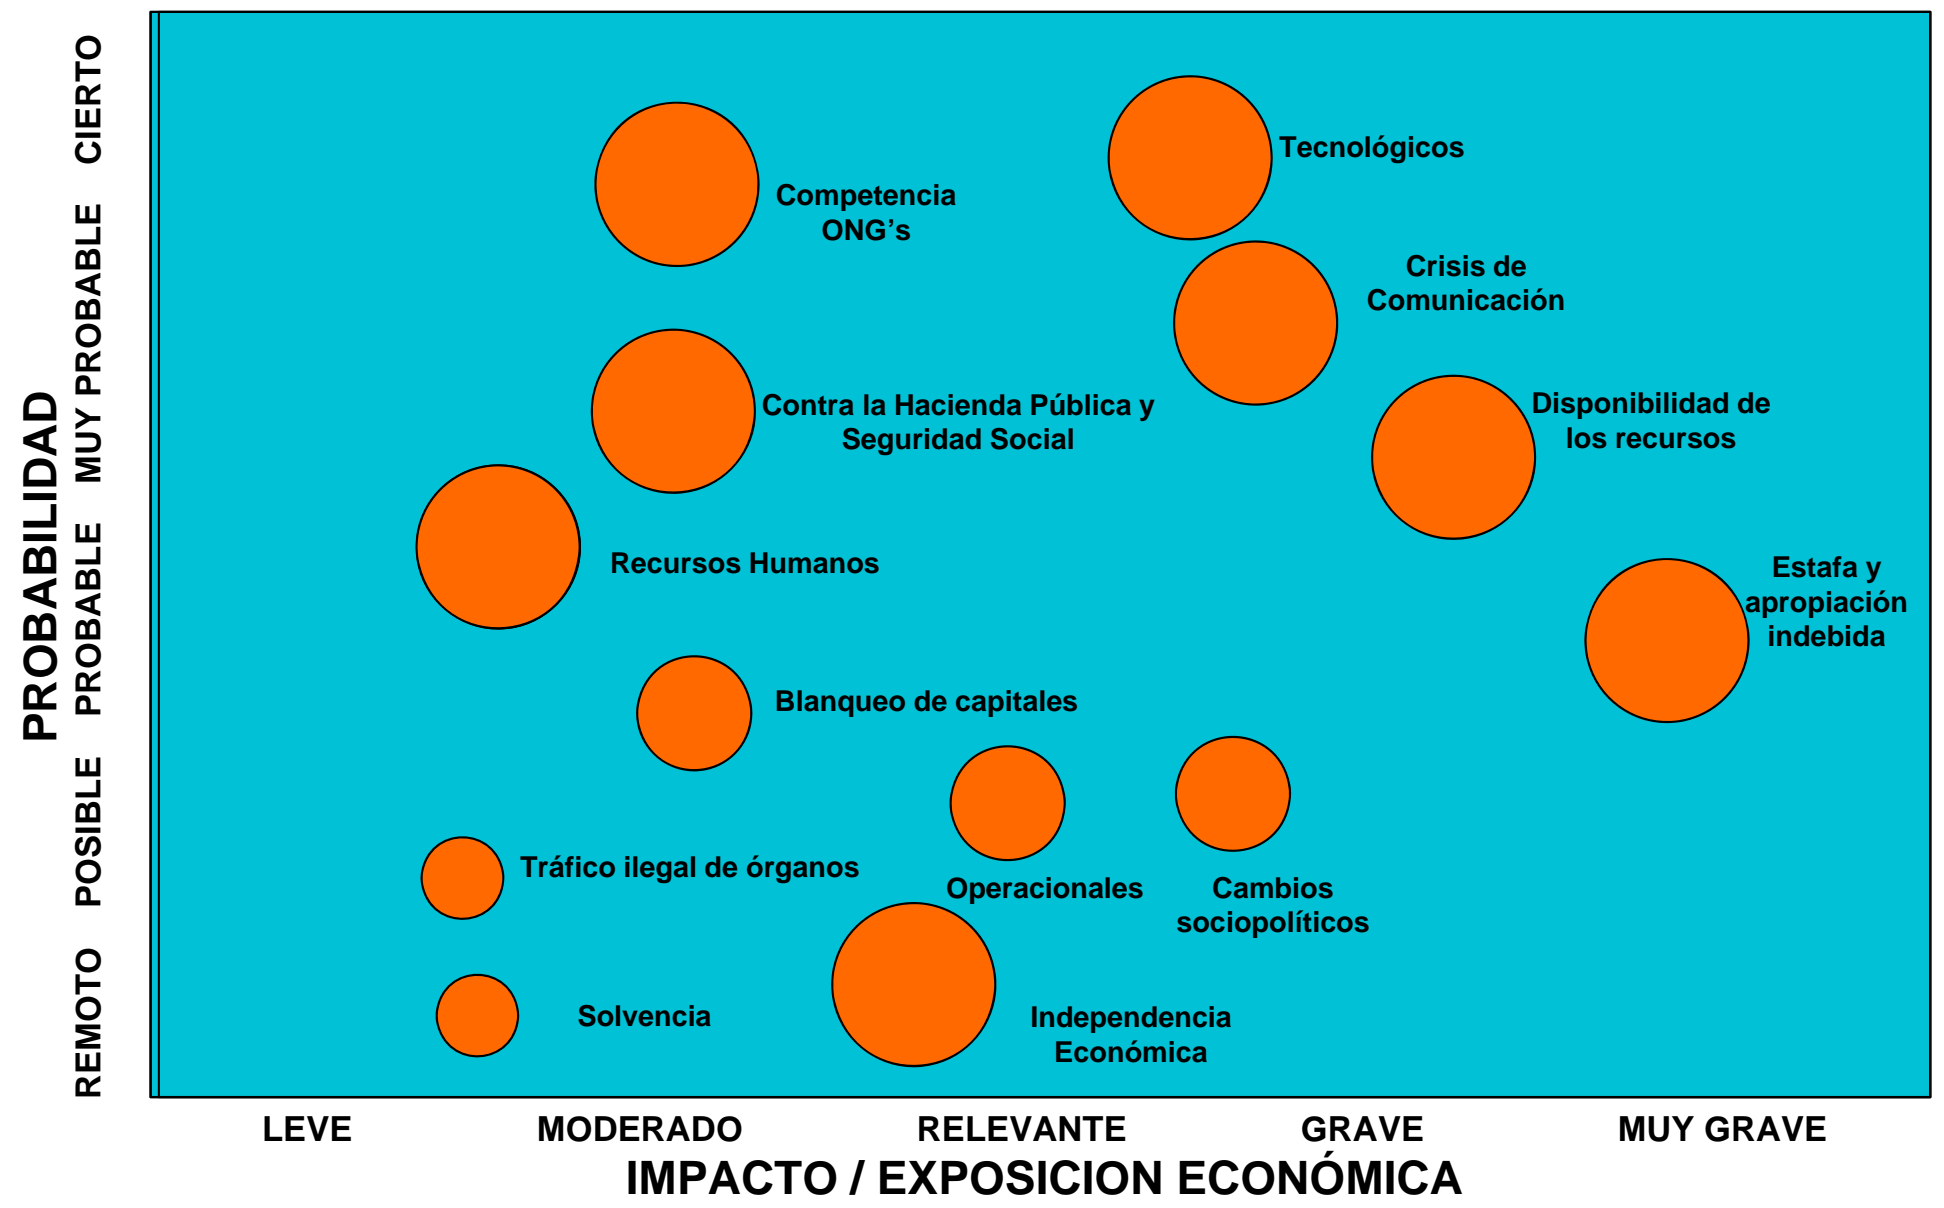 PROBABILIDAD
REMOTO POSIBLE PROBABLE MUY PROBABLE CIERTO
Tecnológicos
Competencia
ONG’s
Crisis de
Comunicación
Contra la Hacienda Pública y
Seguridad Social
Disponibilidad de
los recursos
Recursos Humanos
Estafa y
apropiación
indebida
Blanqueo de capitales
Tráfico ilegal de órganos
Operacionales
Cambios
sociopolíticos
Solvencia
Independencia
Económica
LEVE MODERADO RELEVANTE GRAVE MUY GRAVE
IMPACTO / EXPOSICION ECONÓMICA